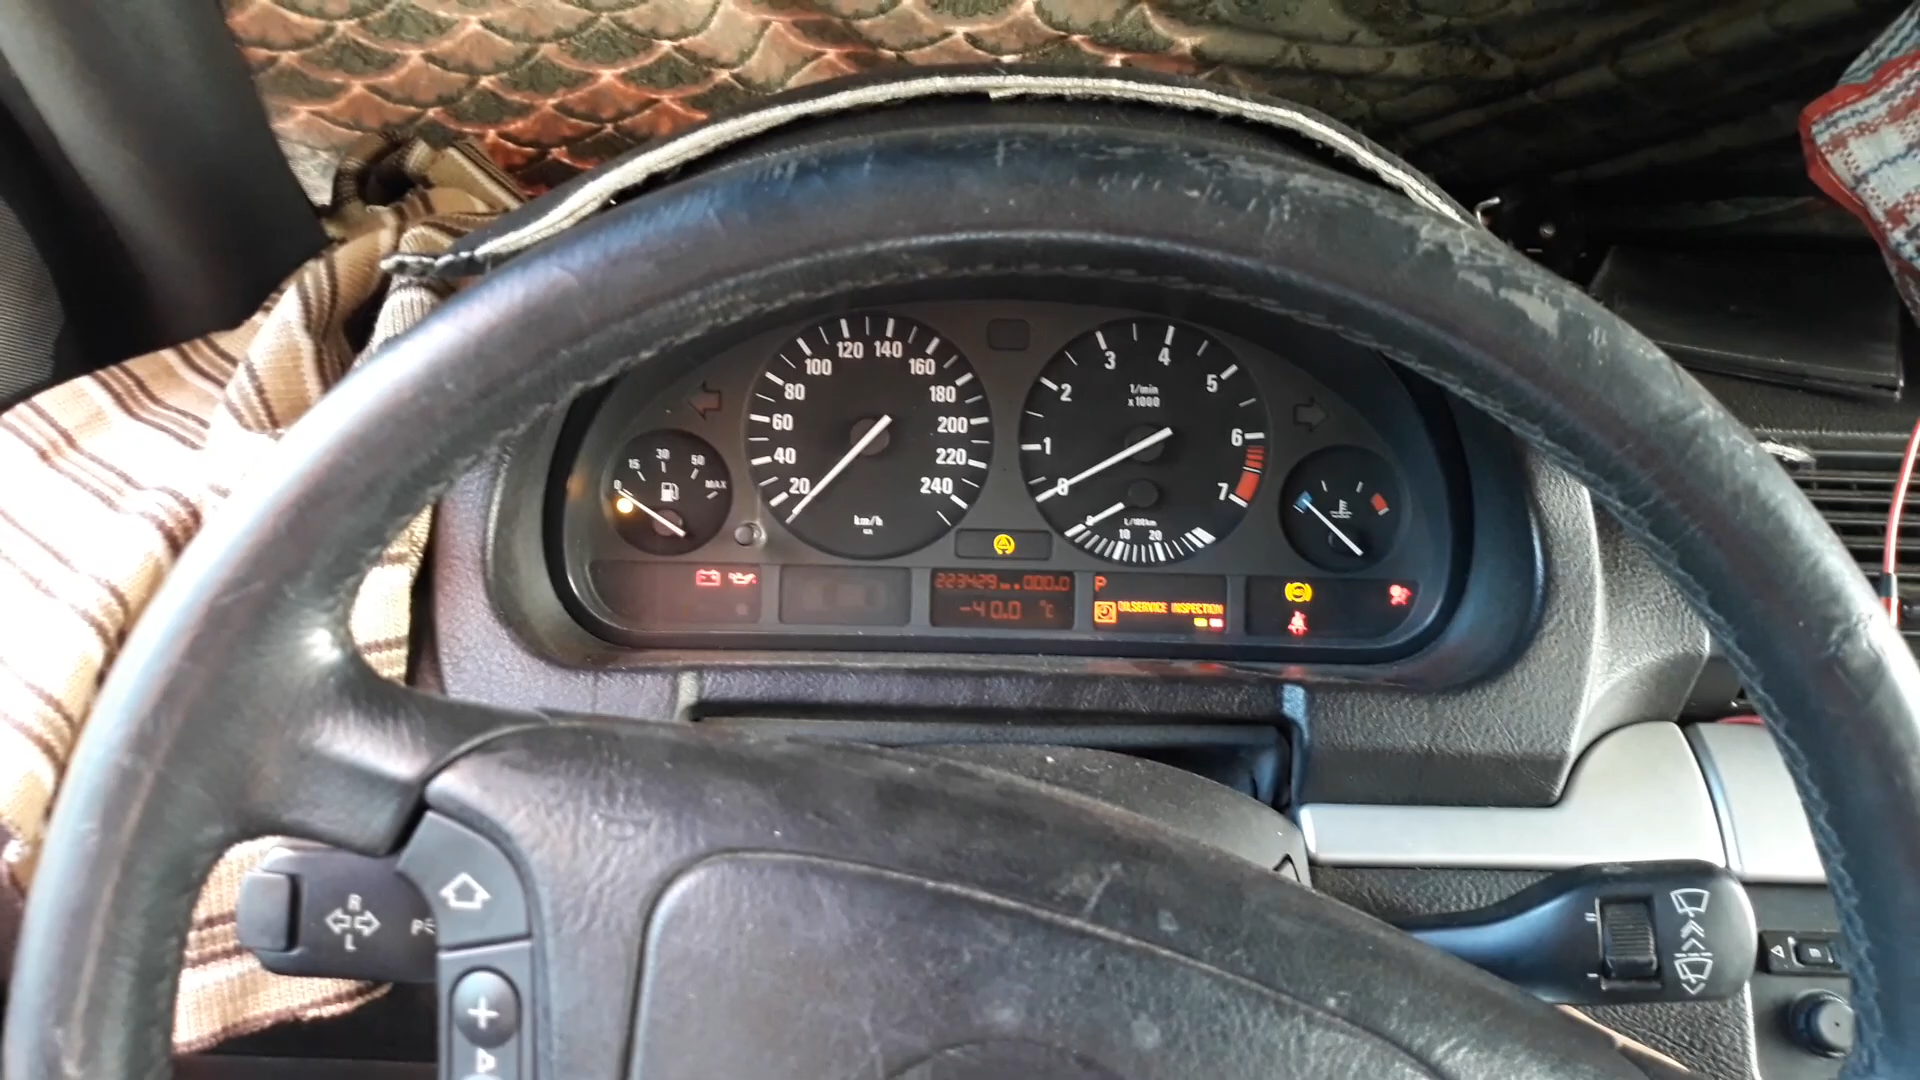 0 15 30 50 MAX
20 40 60 80 100 120 140 160 180 200 220 240
km/h
0 1 2 3 4 5 6 7
1/min
x1000
10 20
L/100km
223429 km 000.0
-40.0 °C
P
OILSERVICE INSPECTION
R
L
+